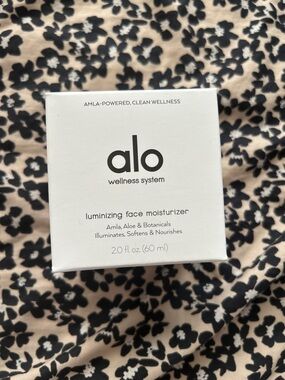 AMLA-POWERED, CLEAN WELLNESS
alo
wellness system
luminizing face moisturizer
Amla, Aloe & Botanicals
Illuminates, Softens & Nourishes
2.0 fl oz. (60 ml)